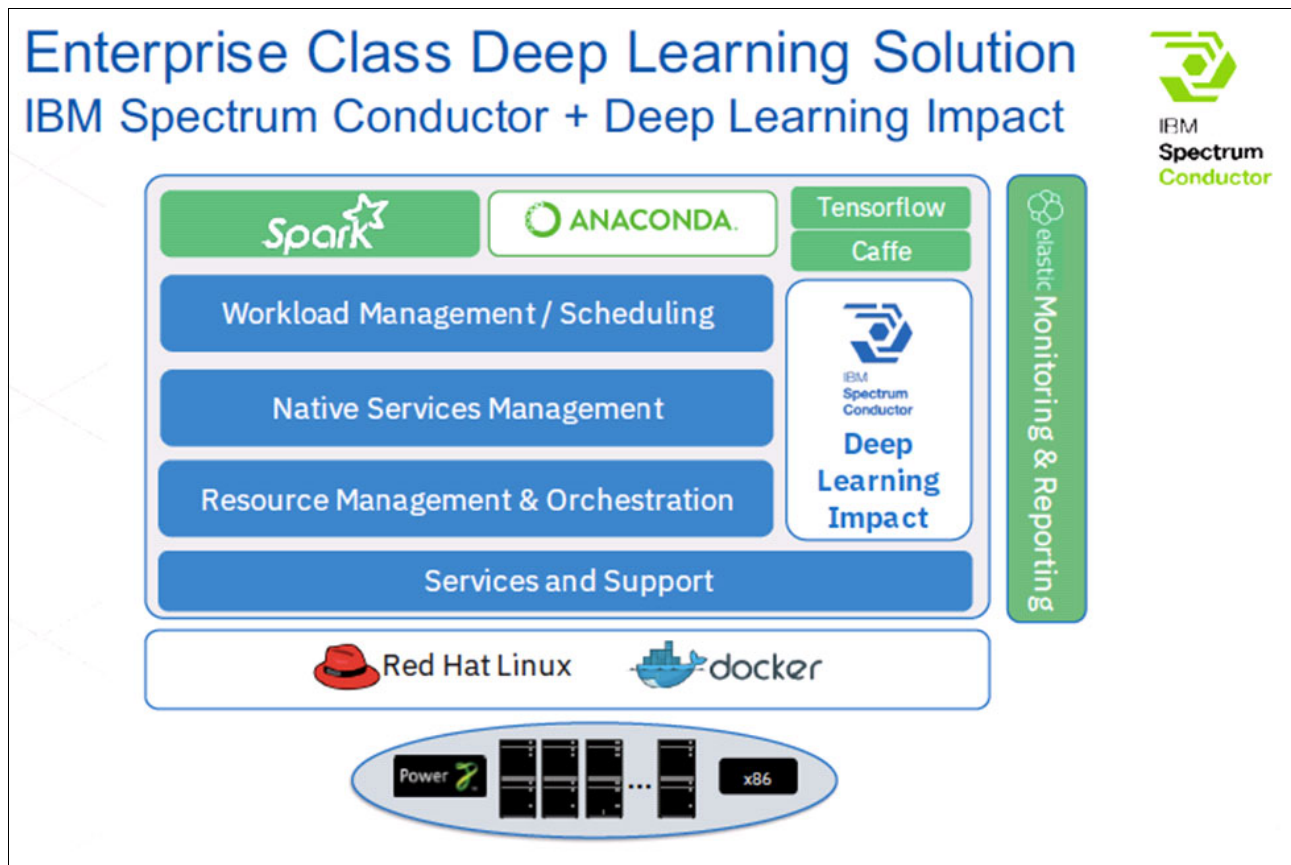 Enterprise Class Deep Learning Solution
IBM Spectrum Conductor + Deep Learning Impact
IBM
Spectrum
Conductor
Spark
ANACONDA.
Tensorflow
Caffe
Workload Management / Scheduling
Native Services Management
Resource Management & Orchestration
IBM
Spectrum
Conductor
Deep
Learning
Impact
Services and Support
elastic Monitoring & Reporting
Red Hat Linux
docker
Power
...
x86